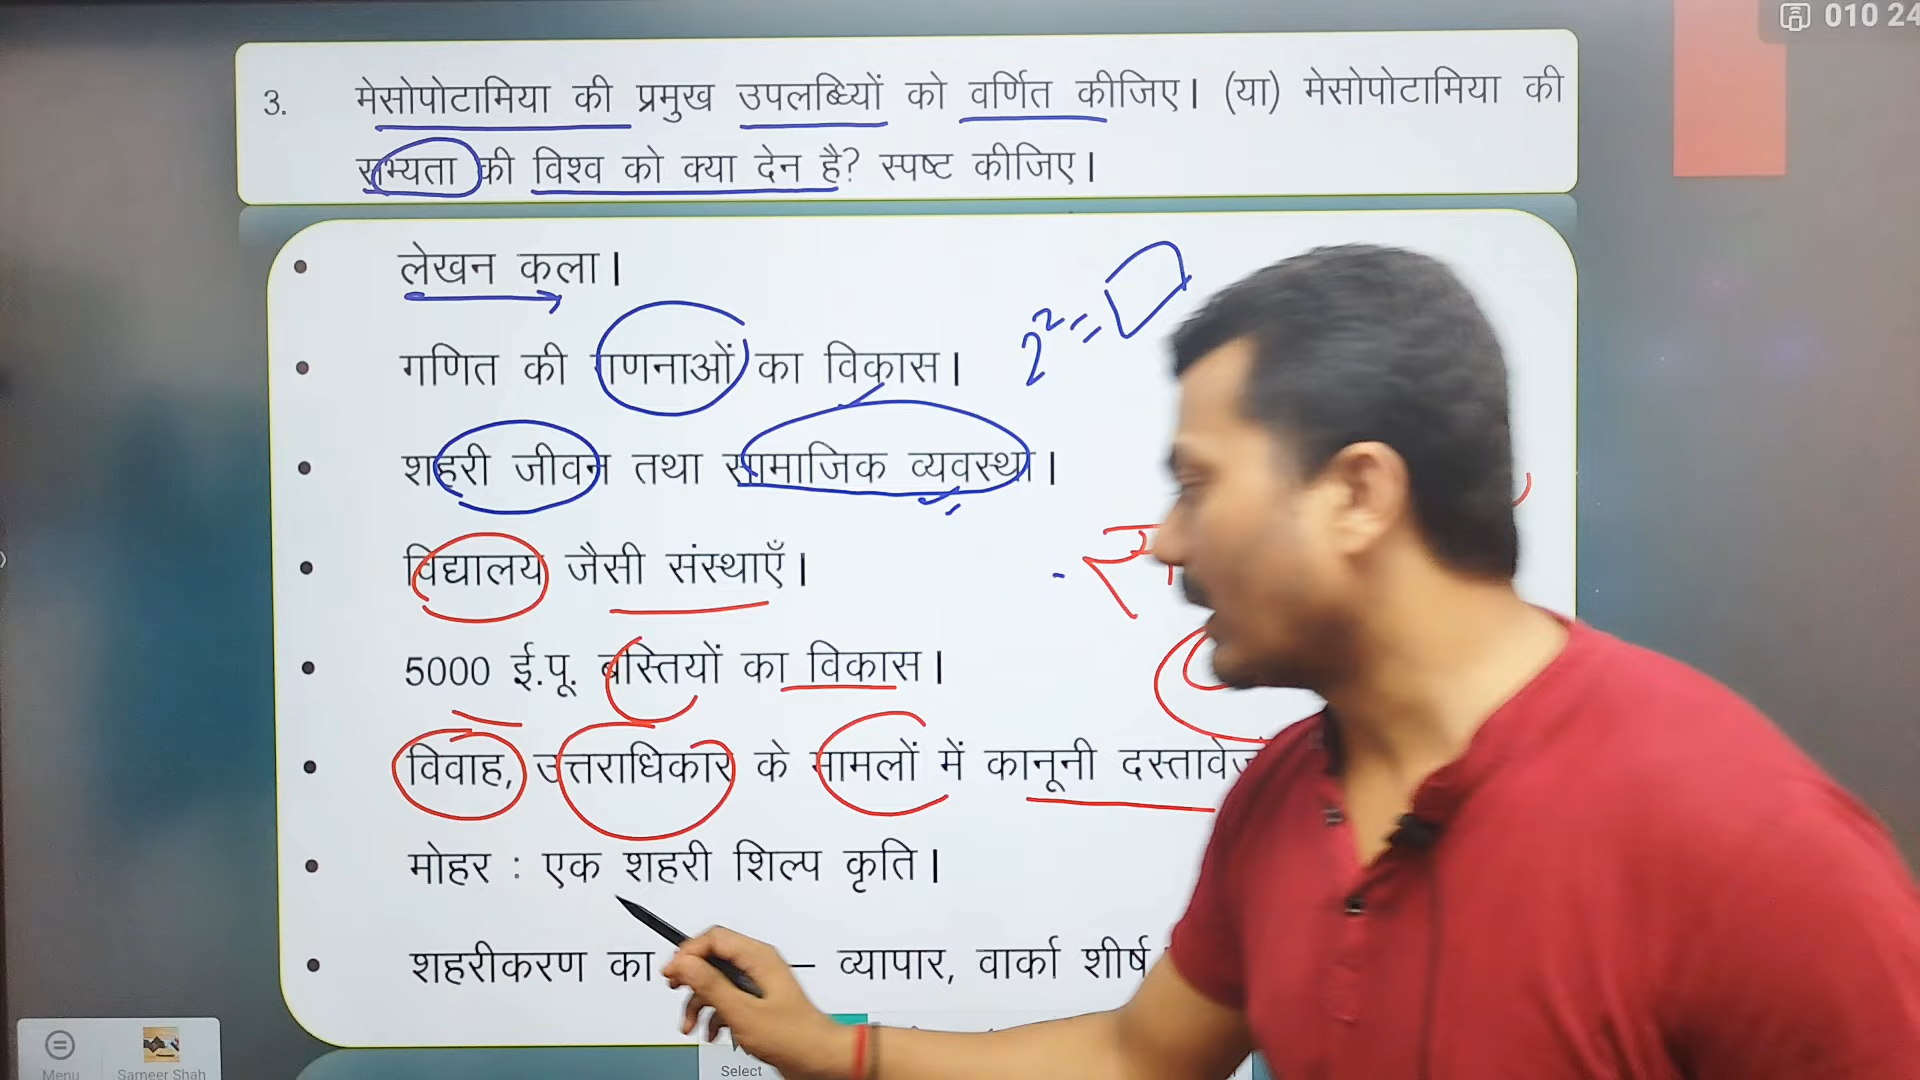 010 24
3. मेसोपोटामिया की प्रमुख उपलब्धियों को वर्णित कीजिए। (या) मेसोपोटामिया की
सभ्यता की विश्व को क्या देन है? स्पष्ट कीजिए।
• लेखन कला।
2² =
• गणित की गणनाओं का विकास।
• शहरी जीवन तथा सामाजिक व्यवस्था।
• विद्यालय जैसी संस्थाएँ।
• 5000 ई.पू. बस्तियों का विकास।
• विवाह, उत्तराधिकार के मामलों में कानूनी
• मोहर : एक शहरी शिल्प कृति।
• शहरीकरण का – व्यापार, वार्का शीर्ष
Menu
Sameer Shah
Select